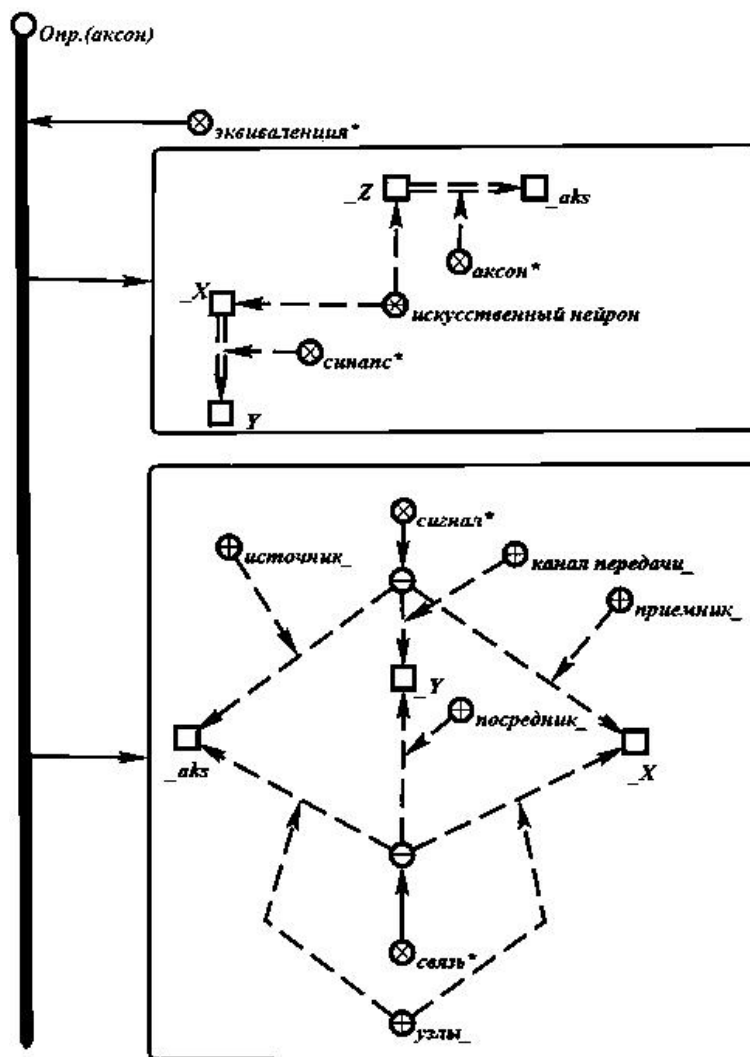 Опр.(аксон)
эквиваленция*
_Z
_aks
аксон*
_X
искусственный нейрон
синапс*
_Y
сигнал*
источник_
канал передачи_
приемник_
_Y
посредник_
_aks
_X
связь*
узлы_